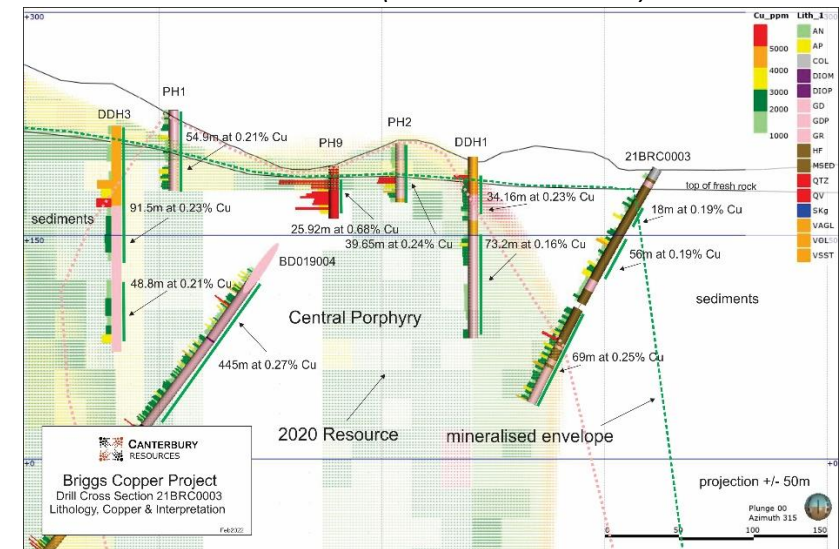 +300
Cu_ppm
5000
4000
3000
2000
1000
Lith_1
AN
AP
COL
DIOM
DIOP
GD
GDP
GR
HF
MSED
QTZ
QV
SKg
VAGL
VOL
VSST
PH1
DDH3
PH9
PH2
DDH1
21BRC0003
54.9m at 0.21% Cu
top of fresh rock
sediments
91.5m at 0.23% Cu
34.16m at 0.23% Cu
18m at 0.19% Cu
25.92m at 0.68% Cu
39.65m at 0.24% Cu
73.2m at 0.16% Cu
+150
BD019004
56m at 0.19% Cu
48.8m at 0.21% Cu
sediments
Central Porphyry
445m at 0.27% Cu
69m at 0.25% Cu
2020 Resource
mineralised envelope
CANTERBURY
RESOURCES
+0
+0
Briggs Copper Project
Drill Cross Section 21BRC0003
Lithology, Copper & Interpretation
Feb2022
projection +/- 50m
Plunge 00
Azimuth 315
0
50
100
150